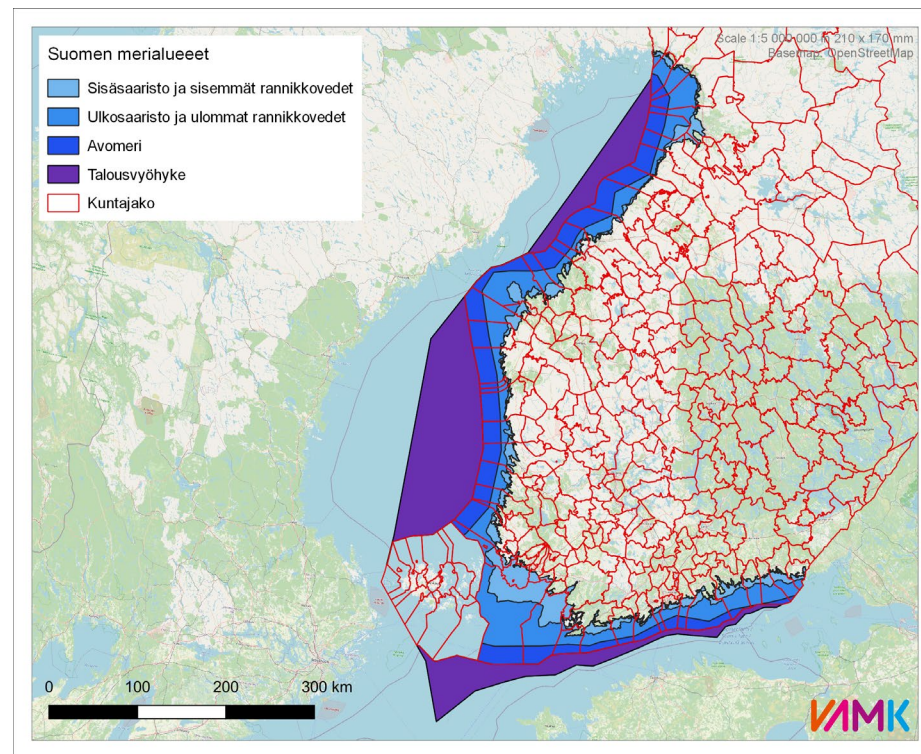 Suomen merialueeet
Sisäsaaristo ja sisemmät rannikkovedet
Ulkosaaristo ja ulommat rannikkovedet
Avomeri
Talousvyöhyke
Kuntajako
Scale 1:5 000 000 in 210 x 170 mm
Basemap: OpenStreetMap
0 100 200 300 km
VAMK